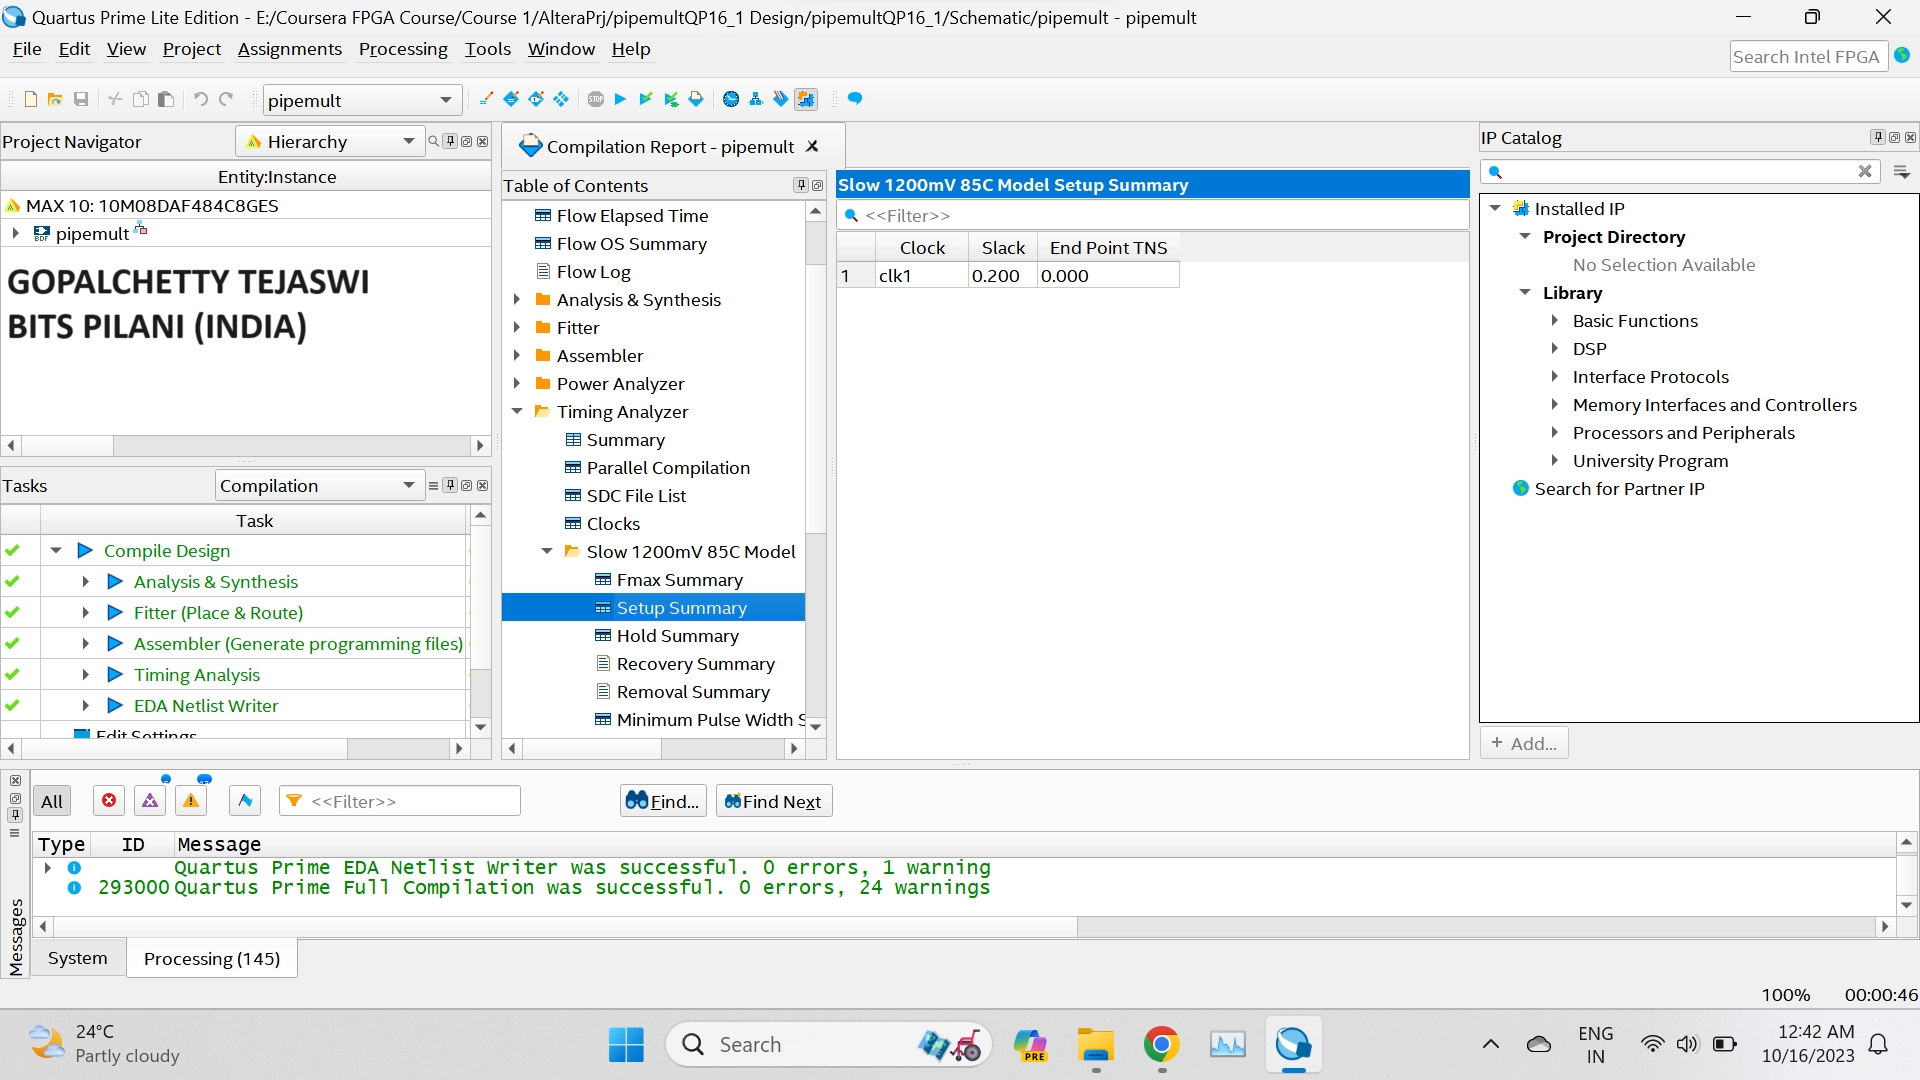 Quartus Prime Lite Edition - E:/Coursera FPGA Course/Course 1/AlteraPrj/pipemultQP16_1 Design/pipemultQP16_1/Schematic/pipemult - pipemult
File Edit View Project Assignments Processing Tools Window Help
Search Intel FPGA
pipemult
STOP
Project Navigator
Hierarchy
Entity:Instance
MAX 10: 10M08DAF484C8GES
BDF pipemult
GOPALCHETTY TEJASWI
BITS PILANI (INDIA)
Tasks
Compilation
Task
Compile Design
Analysis & Synthesis
Fitter (Place & Route)
Assembler (Generate programming files)
Timing Analysis
EDA Netlist Writer
Edit Settings
Compilation Report - pipemult
Table of Contents
Flow Elapsed Time
Flow OS Summary
Flow Log
Analysis & Synthesis
Fitter
Assembler
Power Analyzer
Timing Analyzer
Summary
Parallel Compilation
SDC File List
Clocks
Slow 1200mV 85C Model
Fmax Summary
Setup Summary
Hold Summary
Recovery Summary
Removal Summary
Minimum Pulse Width S
Slow 1200mV 85C Model Setup Summary
<<Filter>>
Clock Slack End Point TNS
1 clk1 0.200 0.000
IP Catalog
Installed IP
Project Directory
No Selection Available
Library
Basic Functions
DSP
Interface Protocols
Memory Interfaces and Controllers
Processors and Peripherals
University Program
Search for Partner IP
+ Add...
All
<<Filter>>
Find...
Find Next
Messages
Type ID Message
Quartus Prime EDA Netlist Writer was successful. 0 errors, 1 warning
293000 Quartus Prime Full Compilation was successful. 0 errors, 24 warnings
System
Processing (145)
100% 00:00:46
24°C
Partly cloudy
Search
PRE
ENG
IN
12:42 AM
10/16/2023